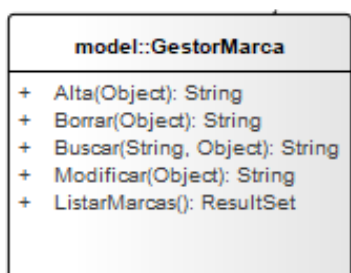 model::GestorMarca
+ Alta(Object): String
+ Borrar(Object): String
+ Buscar(String, Object): String
+ Modificar(Object): String
+ ListarMarcas(): ResultSet